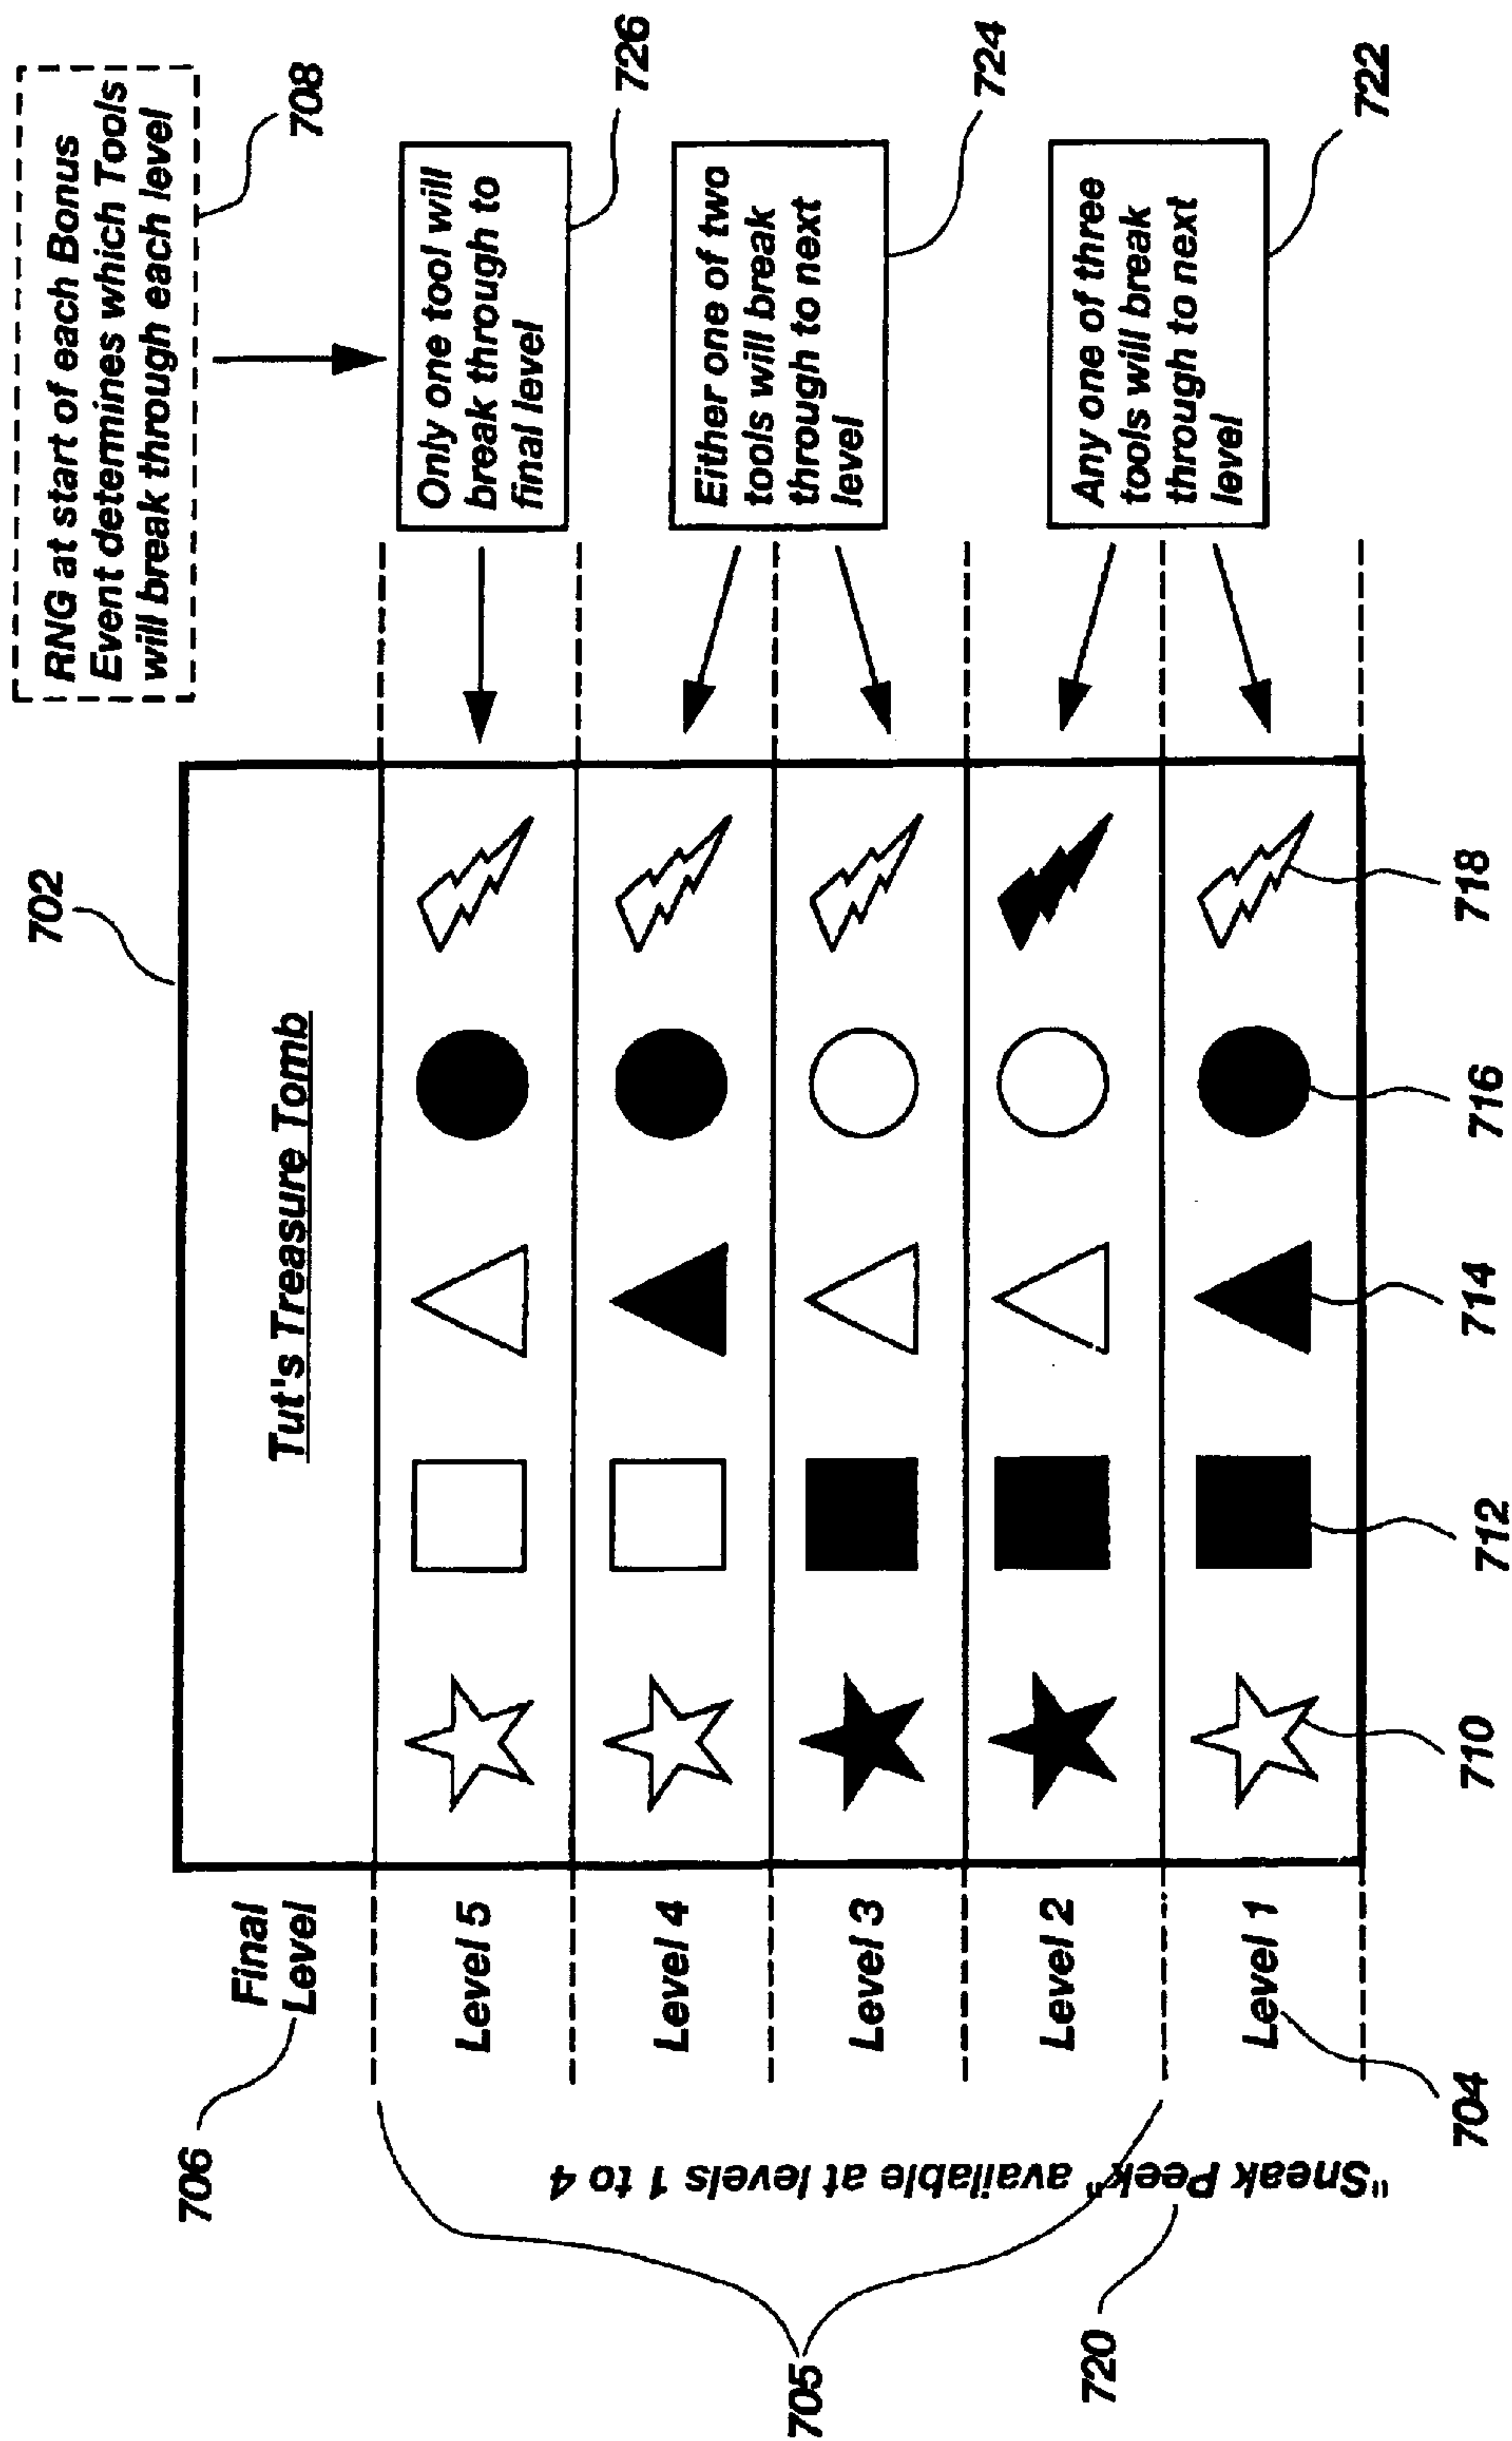 RNG at start of each Bonus
Event determines which Tools
will break through each level
708
702
Tut's Treasure Tomb
706
Final
Level
Level 5
Level 4
Level 3
Level 2
Level 1
704
705
"Sneak Peek" available at levels 1 to 4
720
Only one tool will
break through to
final level
726
Either one of two
tools will break
through to next
level
724
Any one of three
tools will break
through to next
level
722
710
712
714
716
718